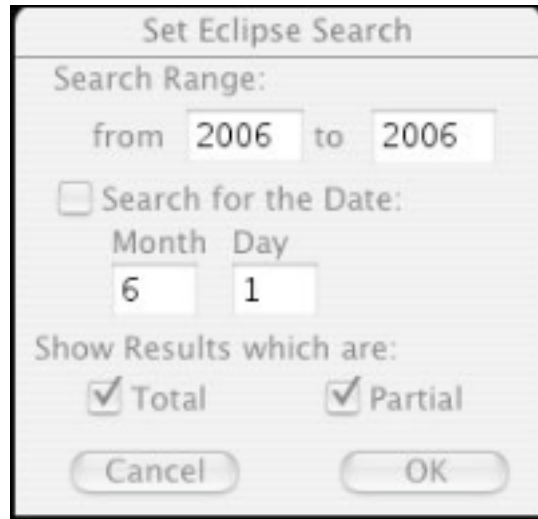 Set Eclipse Search
Search Range:
from 2006 to 2006
Search for the Date:
Month Day
6 1
Show Results which are:
Total Partial
Cancel OK